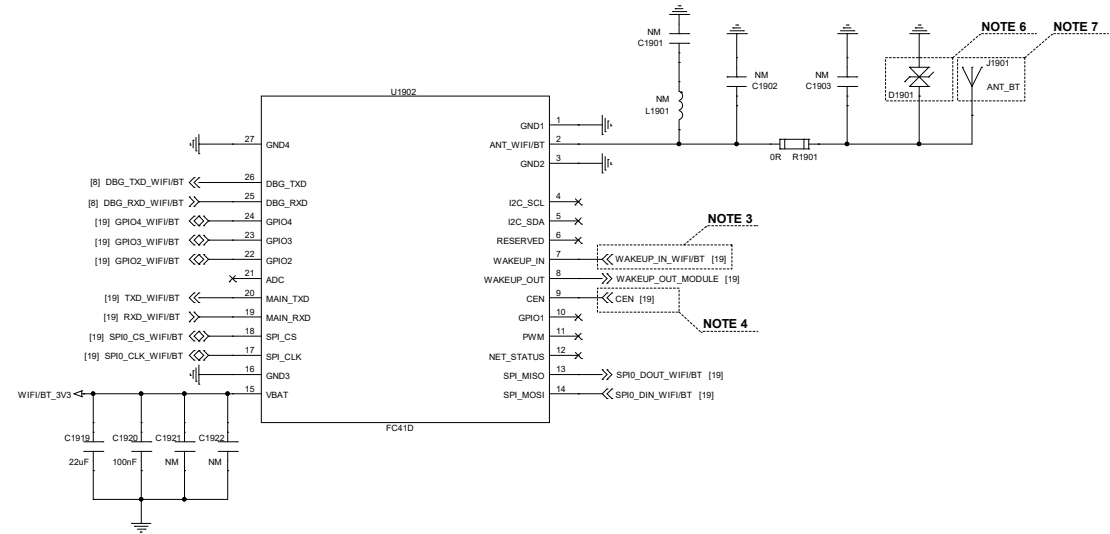 NM
C1901
NM
L1901
NM
C1902
NM
C1903
NOTE 6
NOTE 7
D1901
J1901
ANT_BT
0R R1901
U1902
27 GND4
26 DBG_TXD
25 DBG_RXD
24 GPIO4
23 GPIO3
22 GPIO2
21 ADC
20 MAIN_TXD
19 MAIN_RXD
18 SPI_CS
17 SPI_CLK
16 GND3
15 VBAT
[8] DBG_TXD_WIFI/BT
[8] DBG_RXD_WIFI/BT
[19] GPIO4_WIFI/BT
[19] GPIO3_WIFI/BT
[19] GPIO2_WIFI/BT
[19] TXD_WIFI/BT
[19] RXD_WIFI/BT
[19] SPI0_CS_WIFI/BT
[19] SPI0_CLK_WIFI/BT
WIFI/BT_3V3
GND1 1
ANT_WIFI/BT 2
GND2 3
I2C_SCL 4
I2C_SDA 5
RESERVED 6
WAKEUP_IN 7
WAKEUP_OUT 8
CEN 9
GPIO1 10
PWM 11
NET_STATUS 12
SPI_MISO 13
SPI_MOSI 14
NOTE 3
WAKEUP_IN_WIFI/BT [19]
WAKEUP_OUT_MODULE [19]
CEN [19]
NOTE 4
SPI0_DOUT_WIFI/BT [19]
SPI0_DIN_WIFI/BT [19]
FC41D
C1919
22uF
C1920
100nF
C1921
NM
C1922
NM